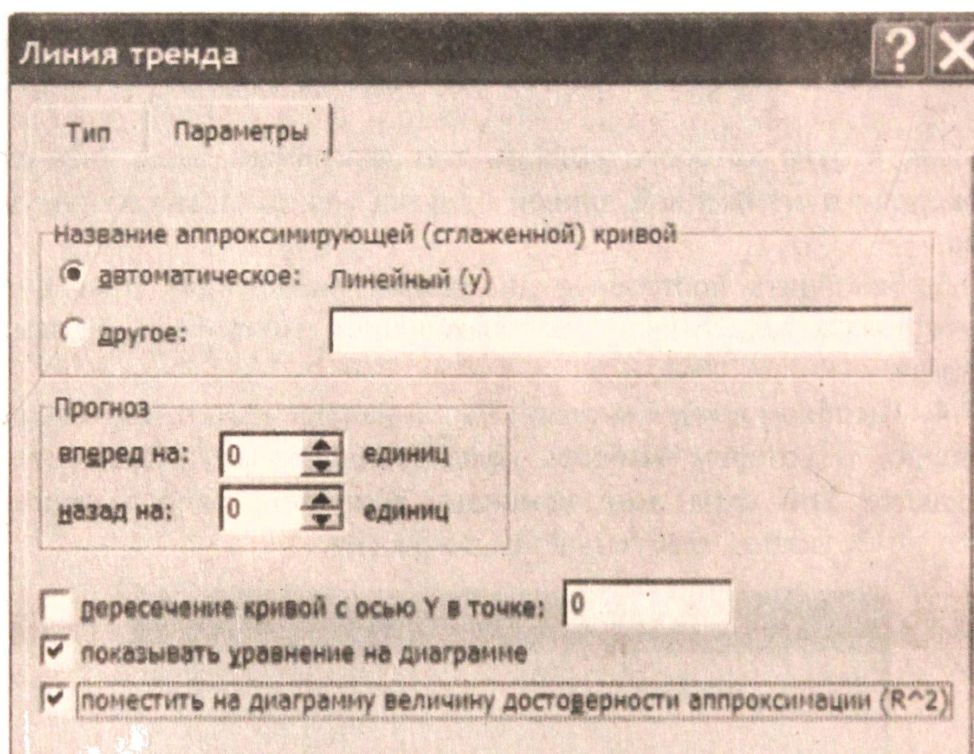 Линия тренда ? X
Тип Параметры
Название аппроксимирующей (сглаженной) кривой
автоматическое: Линейный (y)
другое:
Прогноз
вперед на: 0 единиц
назад на: 0 единиц
пересечение кривой с осью Y в точке: 0
показывать уравнение на диаграмме
поместить на диаграмму величину достоверности аппроксимации (R^2)